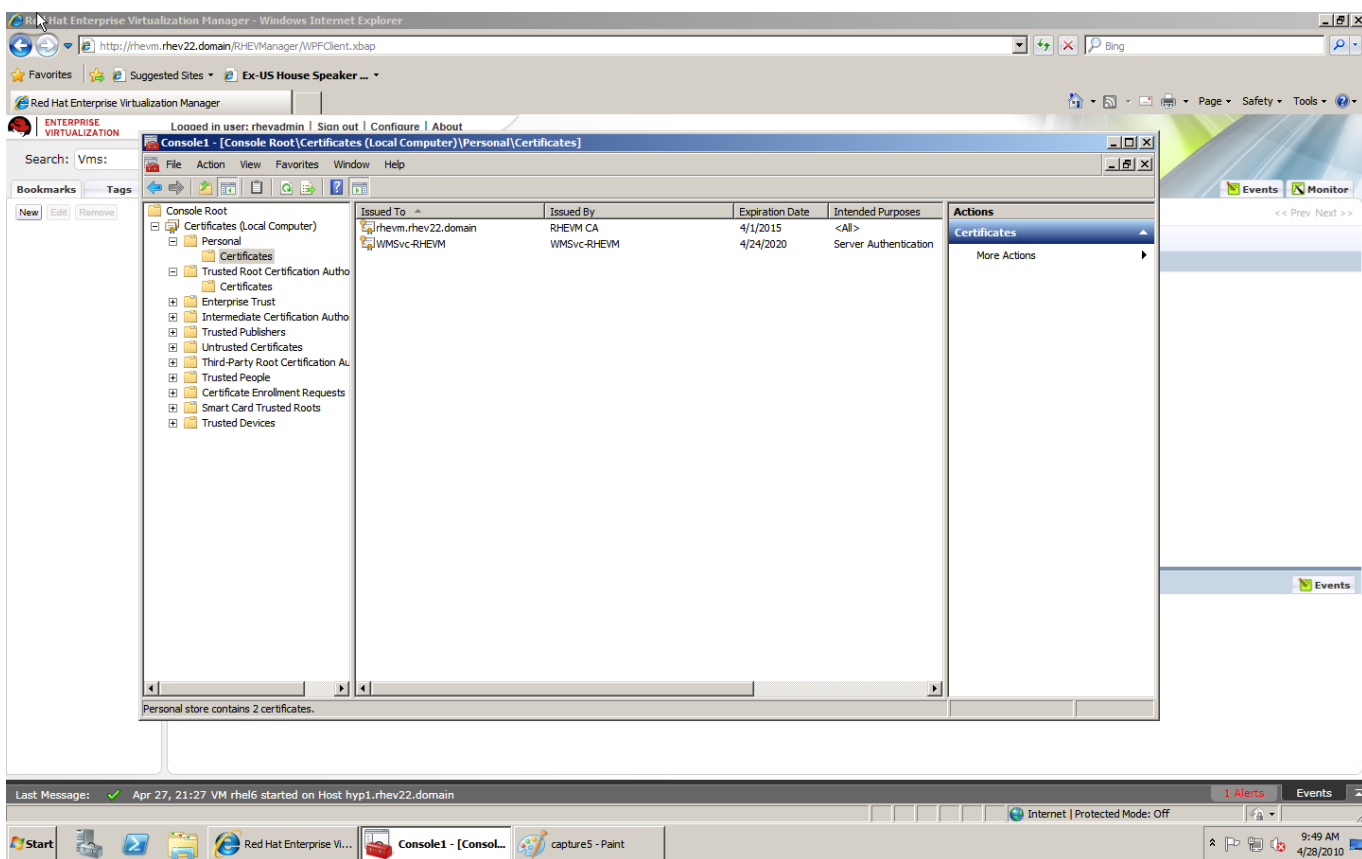 Red Hat Enterprise Virtualization Manager - Windows Internet Explorer
http://rhevm.rhev22.domain/RHEVManager/WPFClient.xbap
Bing
Favorites
Suggested Sites
Ex-US House Speaker ...
Red Hat Enterprise Virtualization Manager
Page
Safety
Tools
ENTERPRISE
VIRTUALIZATION
Logged in user: rhevadmin | Sign out | Configure | About
Search: Vms:
Bookmarks
Tags
Events
Monitor
New
Edit
Remove
<< Prev Next >>
Console1 - [Console Root\Certificates (Local Computer)\Personal\Certificates]
File Action View Favorites Window Help
Console Root
Certificates (Local Computer)
Personal
Certificates
Trusted Root Certification Autho
Certificates
Enterprise Trust
Intermediate Certification Autho
Trusted Publishers
Untrusted Certificates
Third-Party Root Certification Au
Trusted People
Certificate Enrollment Requests
Smart Card Trusted Roots
Trusted Devices
Issued To Issued By Expiration Date Intended Purposes
rhevm.rhev22.domain RHEVM CA 4/1/2015 <All>
WMSvc-RHEVM WMSvc-RHEVM 4/24/2020 Server Authentication
Actions
Certificates
More Actions
Personal store contains 2 certificates.
Events
Last Message: Apr 27, 21:27 VM rhel6 started on Host hyp1.rhev22.domain
1 Alerts
Events
Internet | Protected Mode: Off
Start
Red Hat Enterprise Vi...
Console1 - [Consol...
capture5 - Paint
9:49 AM
4/28/2010